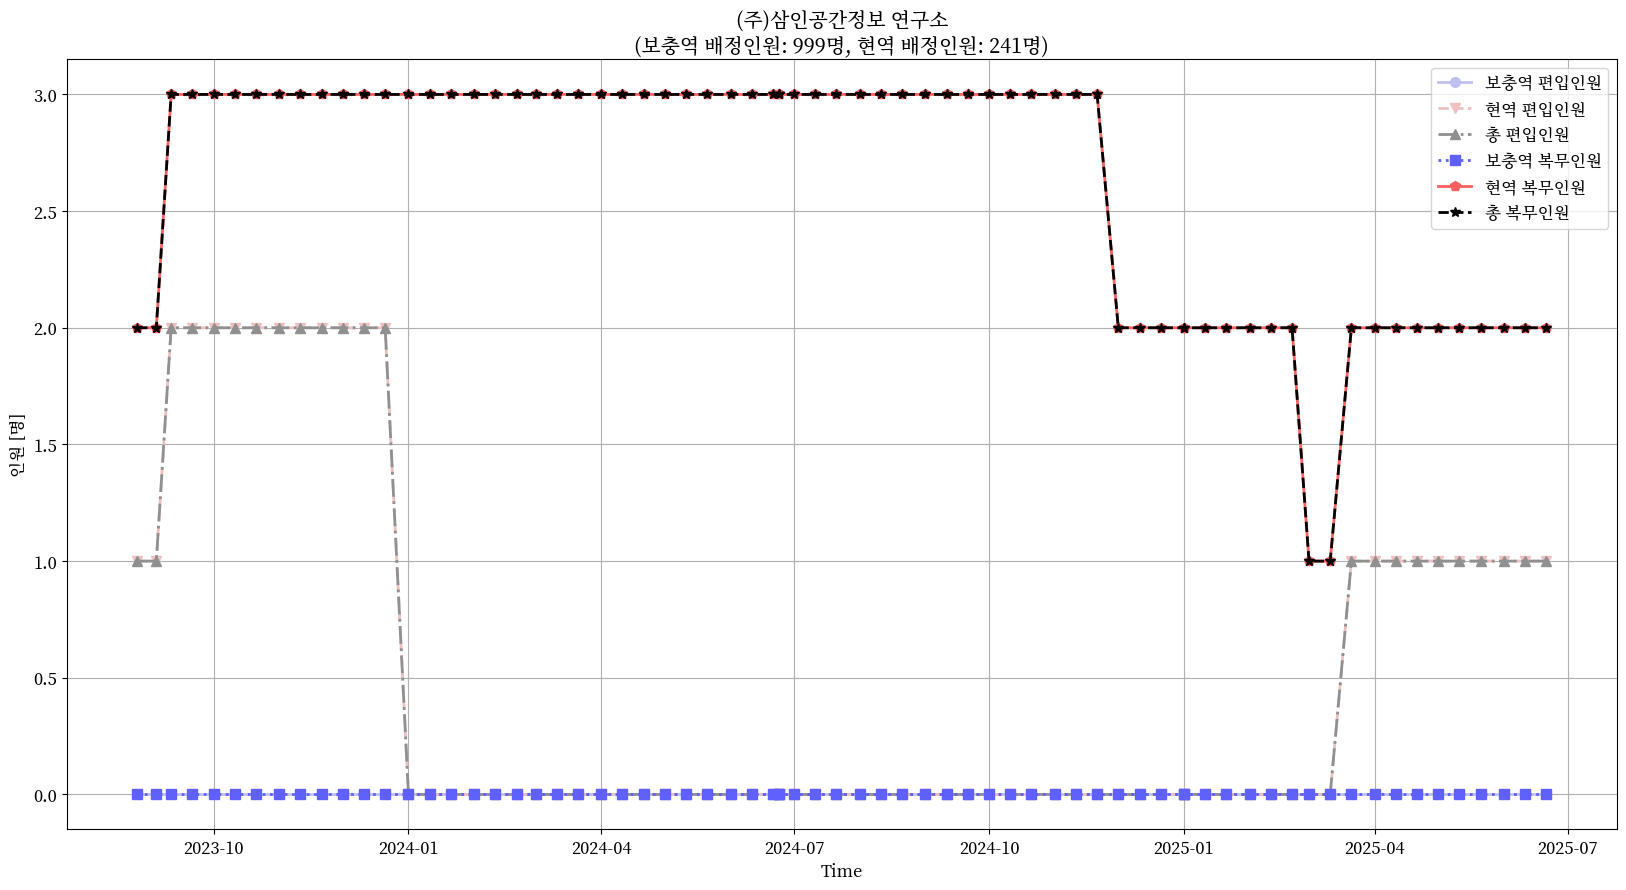 (주)삼인공간정보 연구소
(보충역 배정인원: 999명, 현역 배정인원: 241명)
보충역 편입인원
현역 편입인원
총 편입인원
보충역 복무인원
현역 복무인원
총 복무인원
인원 [명]
3.0
2.5
2.0
1.5
1.0
0.5
0.0
2023-10
2024-01
2024-04
2024-07
2024-10
2025-01
2025-04
2025-07
Time